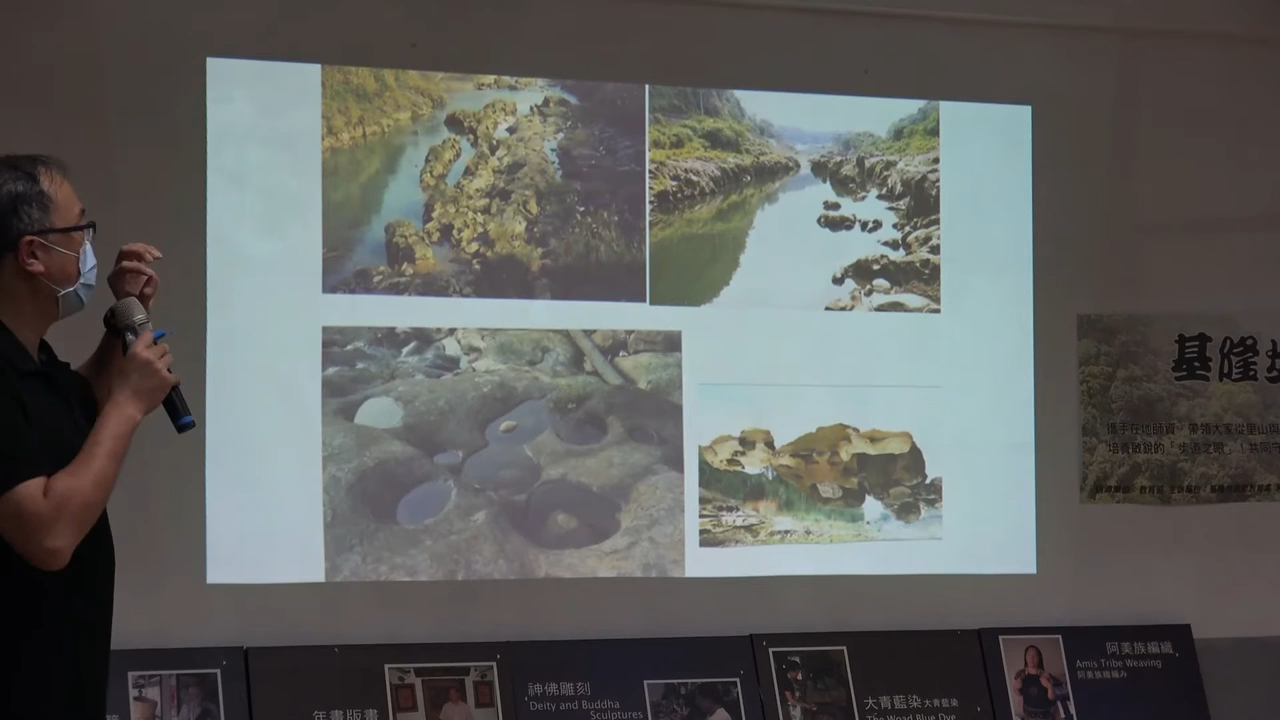 基隆
攜手在地師資，帶領大家從里山與
培養敏銳的「步道之眼」！共同守
年畫版畫
神佛雕刻
Deity and Buddha
Sculptures
大青藍染 大青藍染
The Woad Blue Dye
阿美族編織
Amis Tribe Weaving
阿美族織編み